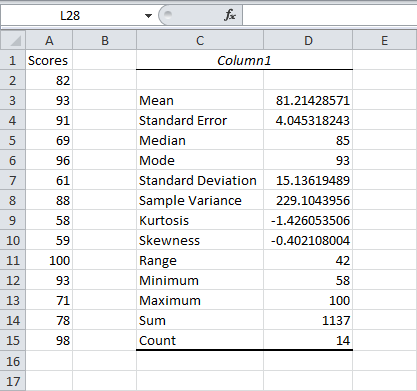 L28 fx
A B C D E
1 Scores Column1
2 82
3 93 Mean 81.21428571
4 91 Standard Error 4.045318243
5 69 Median 85
6 96 Mode 93
7 61 Standard Deviation 15.13619489
8 88 Sample Variance 229.1043956
9 58 Kurtosis -1.426053506
10 59 Skewness -0.402108004
11 100 Range 42
12 93 Minimum 58
13 71 Maximum 100
14 78 Sum 1137
15 98 Count 14
16
17